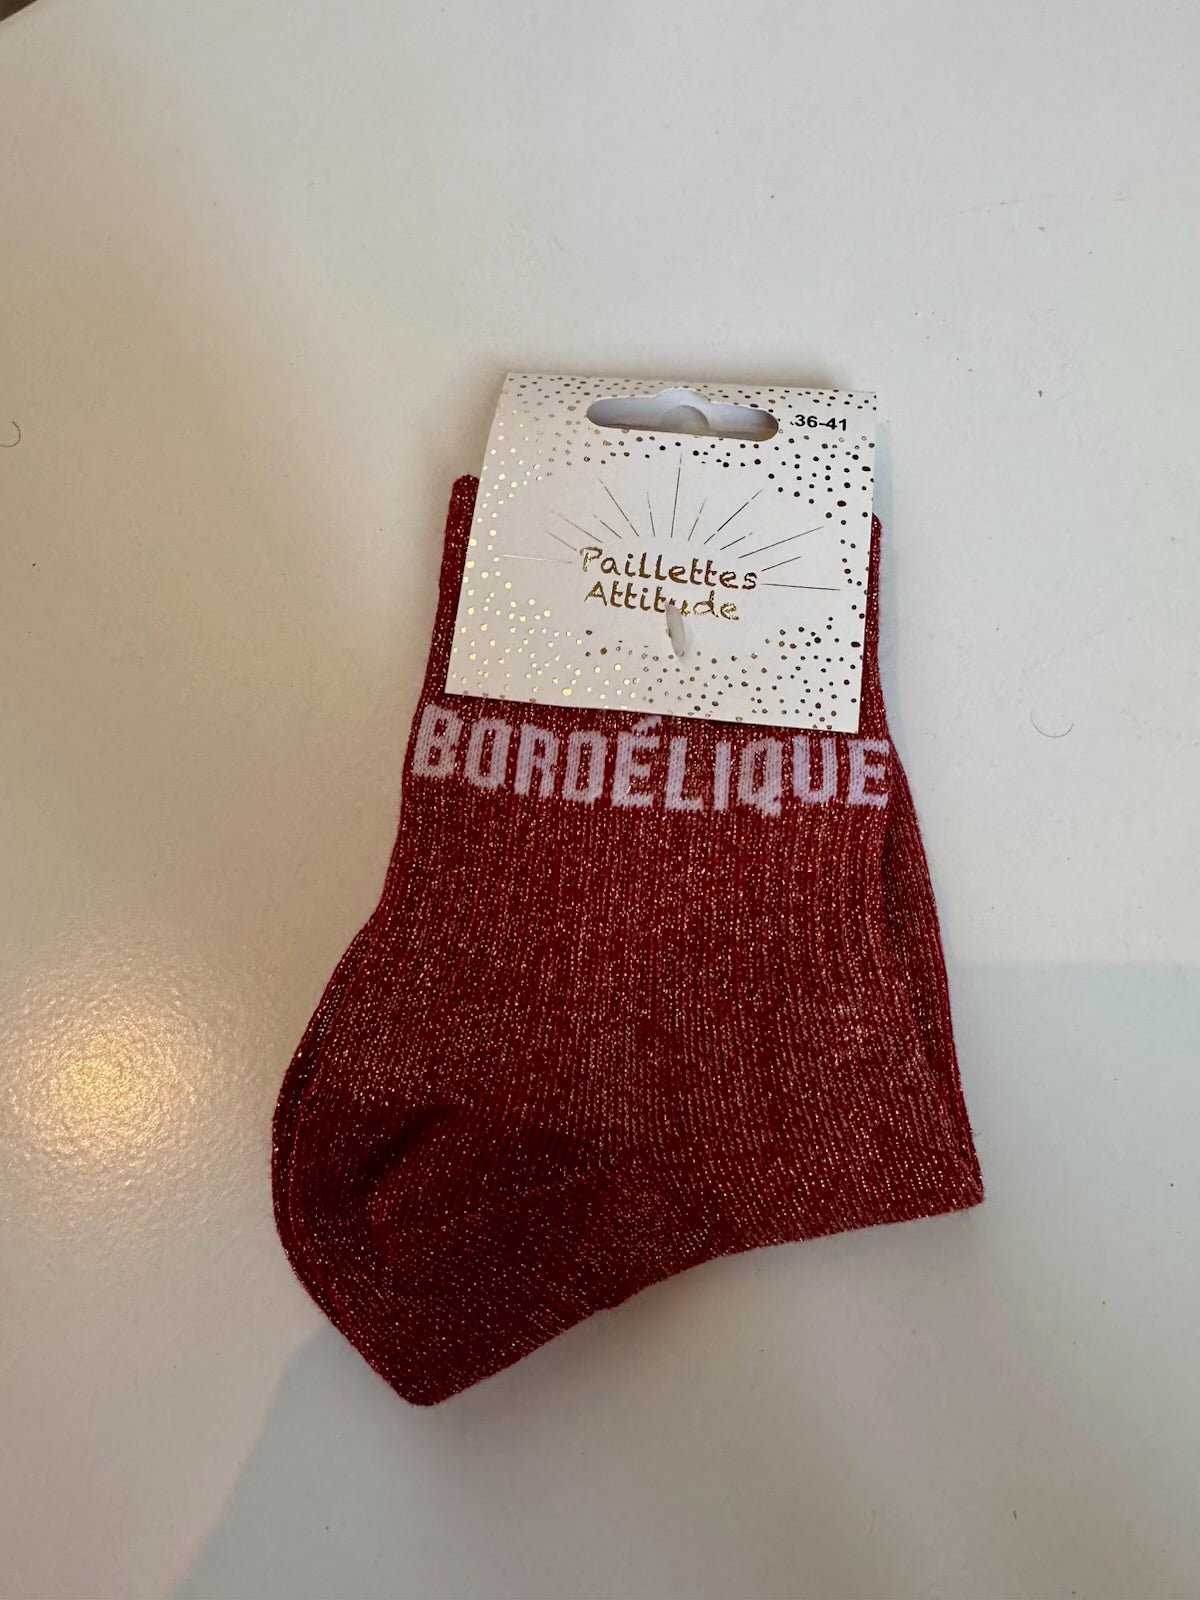 36-41
Paillettes
Attitude
BORDÉLIQUE